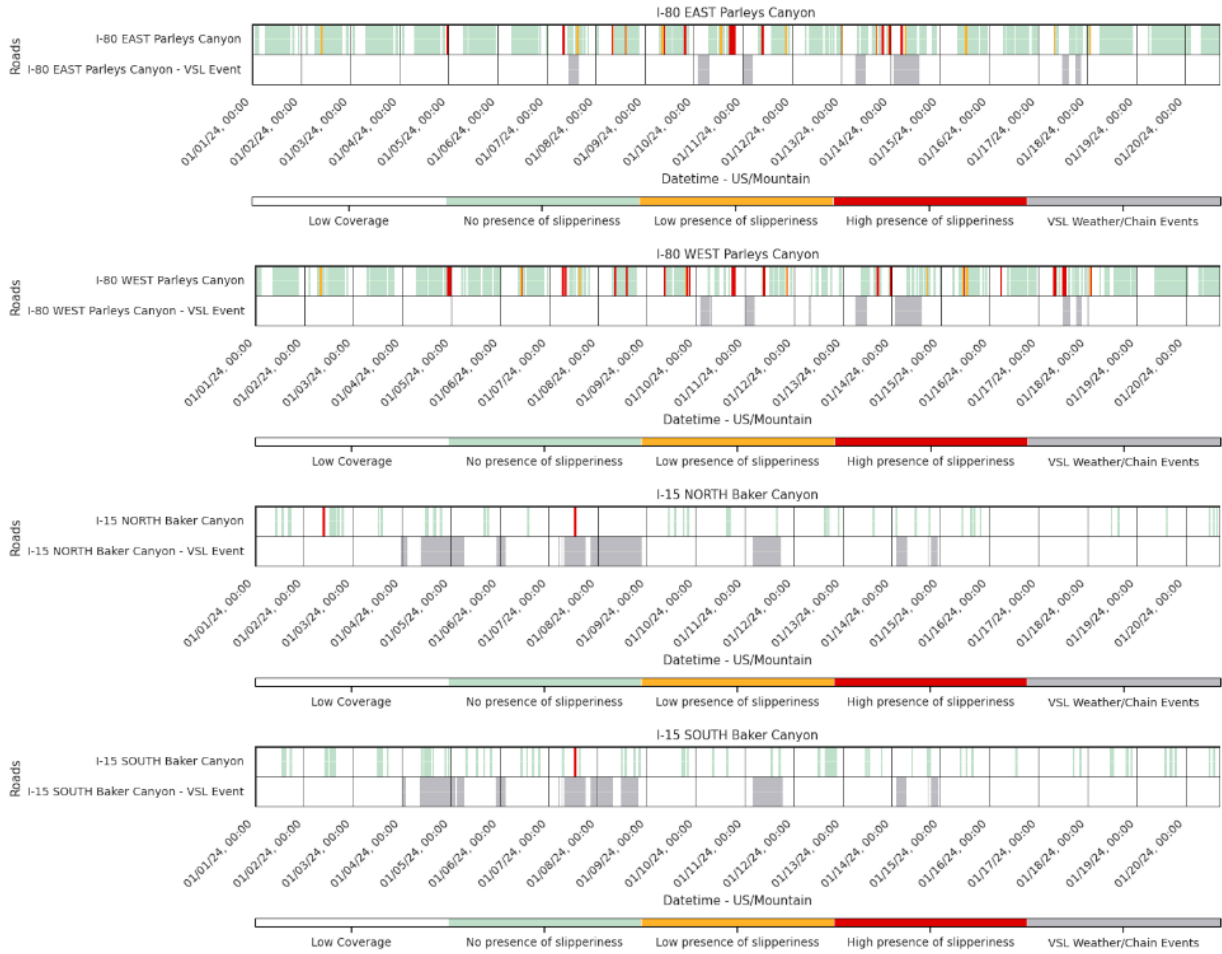 I-80 EAST Parleys Canyon
Roads
I-80 EAST Parleys Canyon
I-80 EAST Parleys Canyon - VSL Event
01/01/24, 00:00 01/02/24, 00:00 01/03/24, 00:00 01/04/24, 00:00 01/05/24, 00:00 01/06/24, 00:00 01/07/24, 00:00 01/08/24, 00:00 01/09/24, 00:00 01/10/24, 00:00 01/11/24, 00:00 01/12/24, 00:00 01/13/24, 00:00 01/14/24, 00:00 01/15/24, 00:00 01/16/24, 00:00 01/17/24, 00:00 01/18/24, 00:00 01/19/24, 00:00 01/20/24, 00:00
Datetime - US/Mountain
Low Coverage No presence of slipperiness Low presence of slipperiness High presence of slipperiness VSL Weather/Chain Events
I-80 WEST Parleys Canyon
Roads
I-80 WEST Parleys Canyon
I-80 WEST Parleys Canyon - VSL Event
01/01/24, 00:00 01/02/24, 00:00 01/03/24, 00:00 01/04/24, 00:00 01/05/24, 00:00 01/06/24, 00:00 01/07/24, 00:00 01/08/24, 00:00 01/09/24, 00:00 01/10/24, 00:00 01/11/24, 00:00 01/12/24, 00:00 01/13/24, 00:00 01/14/24, 00:00 01/15/24, 00:00 01/16/24, 00:00 01/17/24, 00:00 01/18/24, 00:00 01/19/24, 00:00 01/20/24, 00:00
Datetime - US/Mountain
Low Coverage No presence of slipperiness Low presence of slipperiness High presence of slipperiness VSL Weather/Chain Events
I-15 NORTH Baker Canyon
Roads
I-15 NORTH Baker Canyon
I-15 NORTH Baker Canyon - VSL Event
01/01/24, 00:00 01/02/24, 00:00 01/03/24, 00:00 01/04/24, 00:00 01/05/24, 00:00 01/06/24, 00:00 01/07/24, 00:00 01/08/24, 00:00 01/09/24, 00:00 01/10/24, 00:00 01/11/24, 00:00 01/12/24, 00:00 01/13/24, 00:00 01/14/24, 00:00 01/15/24, 00:00 01/16/24, 00:00 01/17/24, 00:00 01/18/24, 00:00 01/19/24, 00:00 01/20/24, 00:00
Datetime - US/Mountain
Low Coverage No presence of slipperiness Low presence of slipperiness High presence of slipperiness VSL Weather/Chain Events
I-15 SOUTH Baker Canyon
Roads
I-15 SOUTH Baker Canyon
I-15 SOUTH Baker Canyon - VSL Event
01/01/24, 00:00 01/02/24, 00:00 01/03/24, 00:00 01/04/24, 00:00 01/05/24, 00:00 01/06/24, 00:00 01/07/24, 00:00 01/08/24, 00:00 01/09/24, 00:00 01/10/24, 00:00 01/11/24, 00:00 01/12/24, 00:00 01/13/24, 00:00 01/14/24, 00:00 01/15/24, 00:00 01/16/24, 00:00 01/17/24, 00:00 01/18/24, 00:00 01/19/24, 00:00 01/20/24, 00:00
Datetime - US/Mountain
Low Coverage No presence of slipperiness Low presence of slipperiness High presence of slipperiness VSL Weather/Chain Events